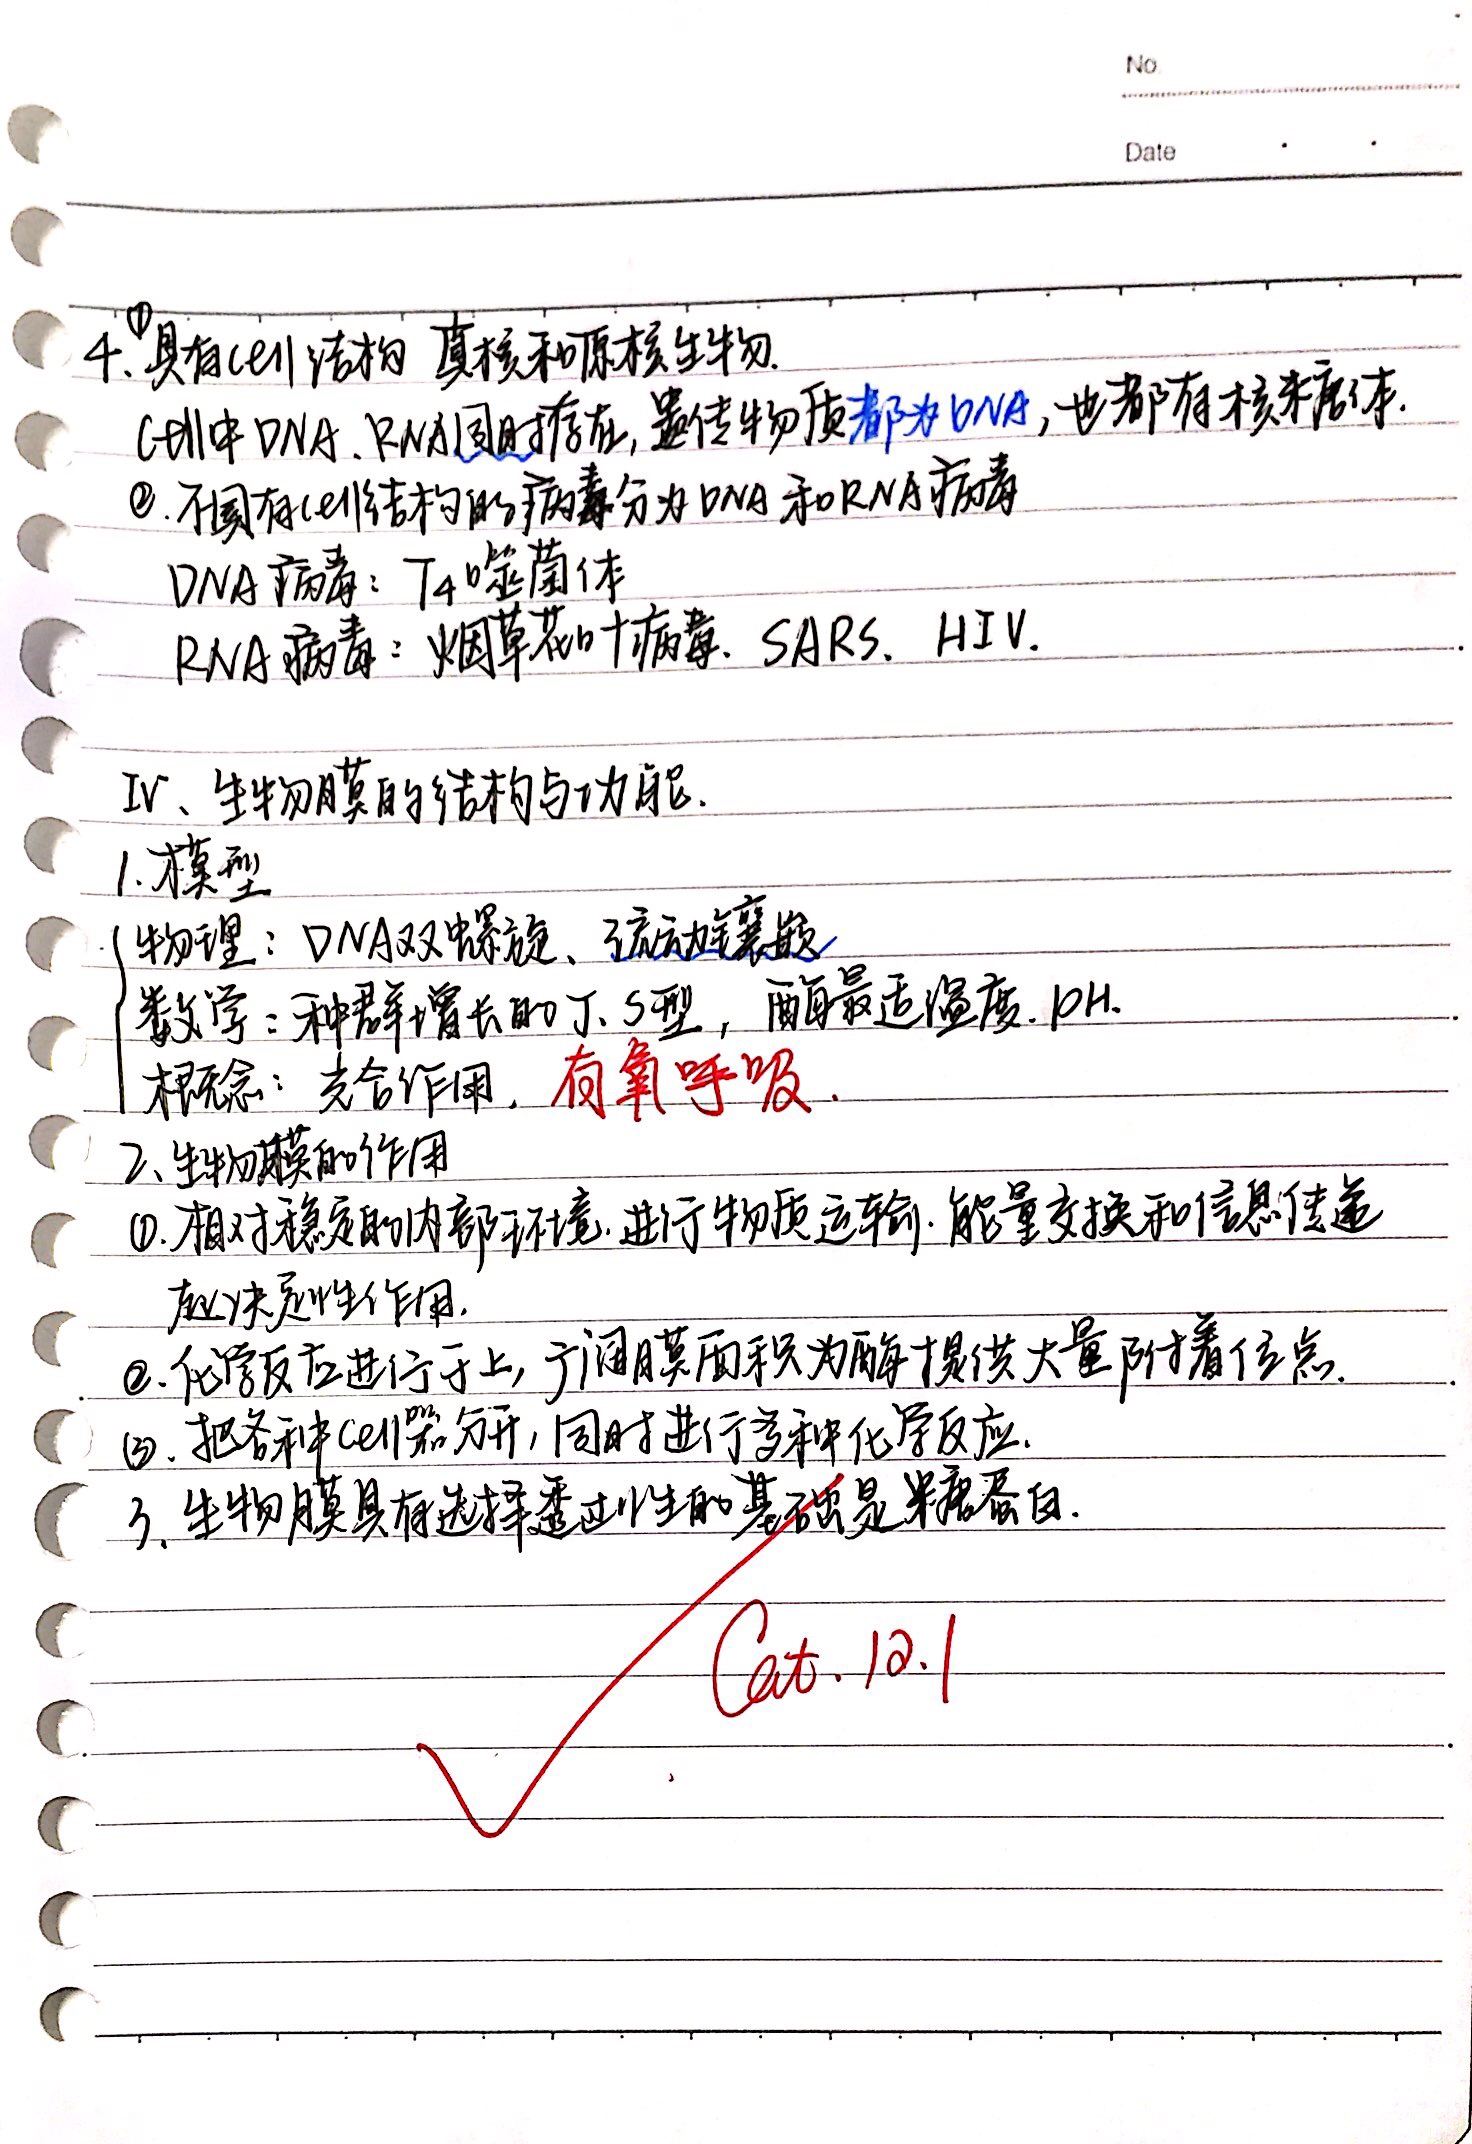 No.
Date
4、①具有cell结构 真核和原核生物.
Cell中DNA、RNA同时存在,遗传物质都为DNA,也都有核糖体.
②.不具有cell结构的病毒分为DNA和RNA病毒
DNA病毒: T4噬菌体
RNA病毒: 烟草花叶病毒、SARS、HIV.
IV、生物膜的结构与功能.
1.模型
物理: DNA双螺旋、流动镶嵌
数学: 种群增长的J、S型, 酶最适温度、pH.
概念: 光合作用、有氧呼吸.
2、生物膜的作用
①.相对稳定的内部环境.进行物质运输.能量交换和信息传递
起决定性作用.
②.化学反应进行于上,广阔膜面积为酶提供大量附着位点.
③.把各种cell器分开,同时进行多种化学反应.
3、生物膜具有选择透过性的基础是糖蛋白.
Cat.12.1